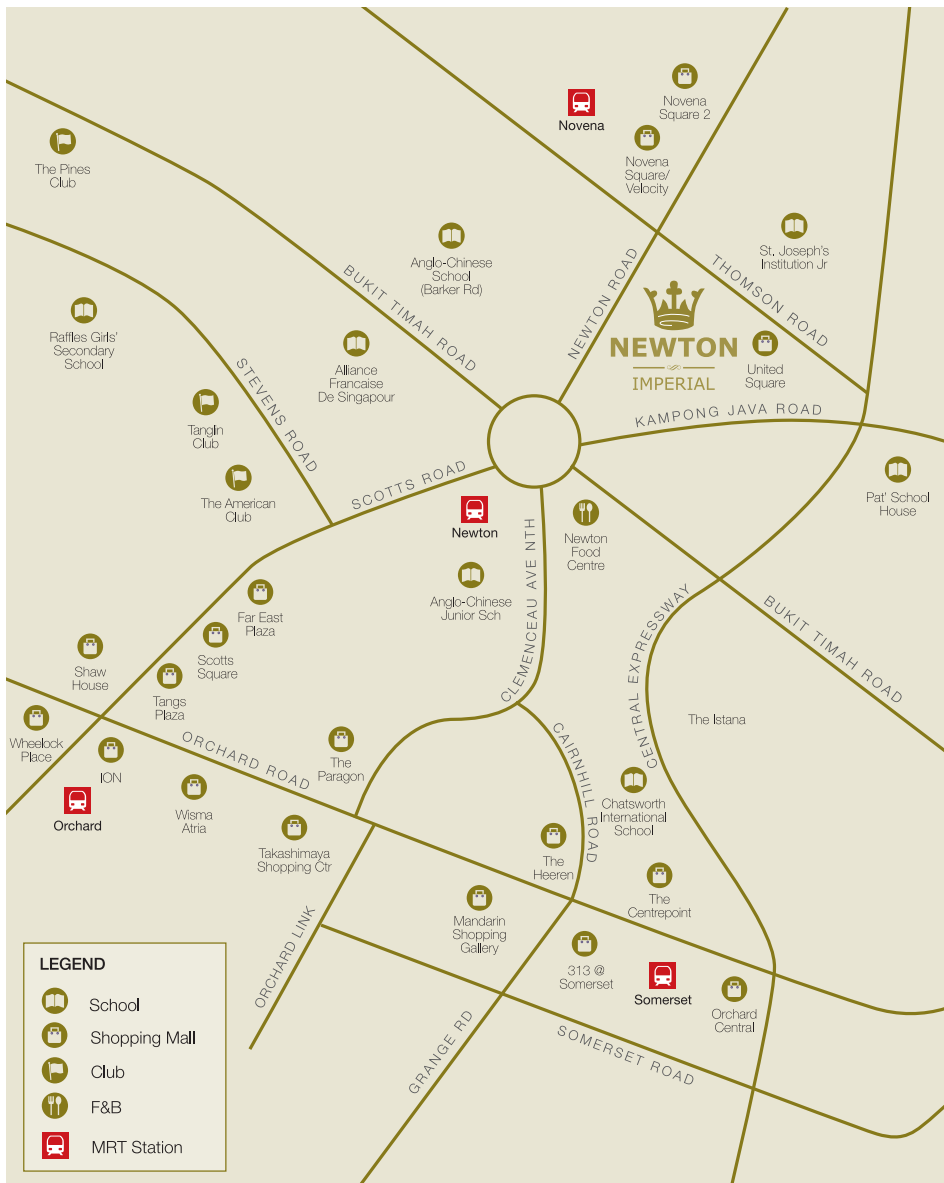 Novena
Square 2
Novena
Novena
Square/
Velocity
The Pines
Club
St. Joseph's
Institution Jr
Anglo-Chinese
School
(Barker Rd)
BUKIT TIMAH ROAD
NEWTON ROAD
THOMSON ROAD
Raffles Girls'
Secondary
School
STEVENS ROAD
Alliance
Francaise
De Singapour
NEWTON
IMPERIAL
United
Square
KAMPONG JAVA ROAD
Tanglin
Club
The American
Club
SCOTTS ROAD
Pat' School
House
Newton
Newton
Food
Centre
CLEMENCEAU AVE NTH
Anglo-Chinese
Junior Sch
Far East
Plaza
Scotts
Square
Shaw
House
Tangs
Plaza
CENTRAL EXPRESSWAY
BUKIT TIMAH ROAD
The Istana
Wheelock
Place
ION
ORCHARD ROAD
The
Paragon
CAIRNHILL ROAD
Orchard
Wisma
Atria
Chatsworth
International
School
Takashimaya
Shopping Ctr
The
Heeren
The
Centrepoint
ORCHARD LINK
Mandarin
Shopping
Gallery
313 @
Somerset
Somerset
Orchard
Central
GRANGE RD
SOMERSET ROAD
LEGEND
School
Shopping Mall
Club
F&B
MRT Station